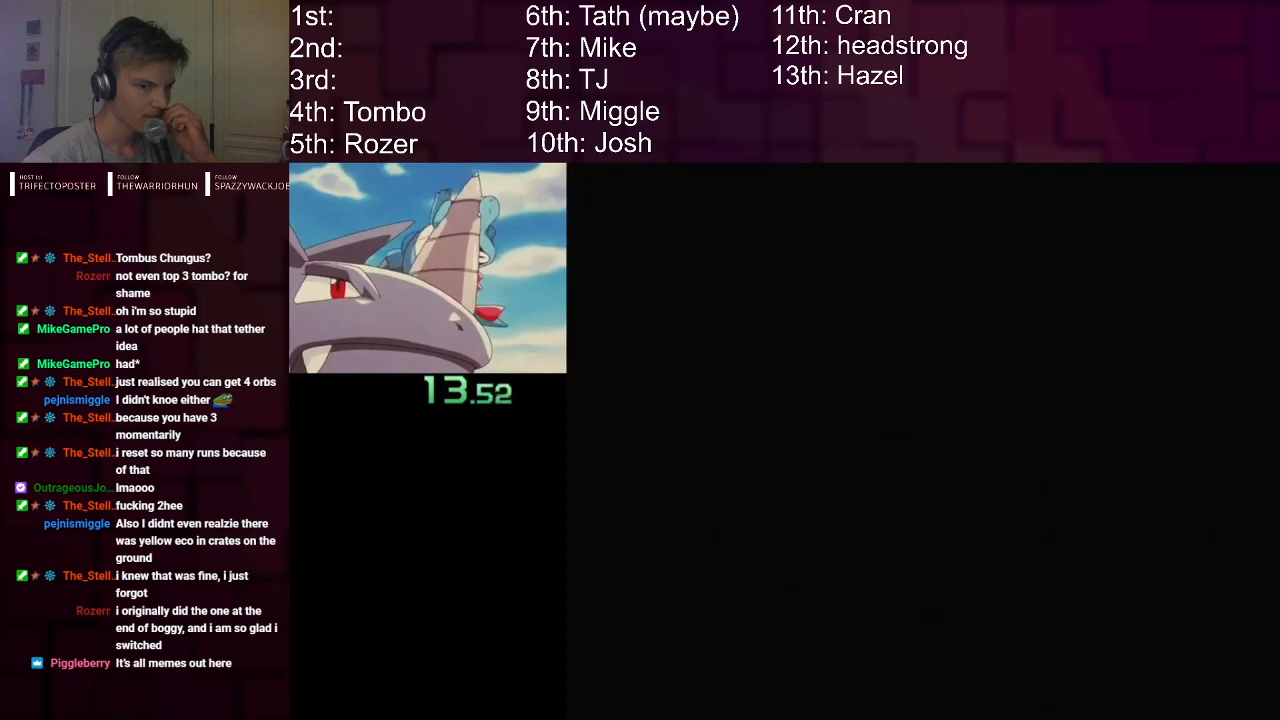 1st:
2nd:
3rd:
4th: Tombo
5th: Rozer
6th: Tath (maybe)
7th: Mike
8th: TJ
9th: Miggle
10th: Josh
11th: Cran
12th: headstrong
13th: Hazel
HOST (1)
TRIFECTOPOSTER
FOLLOW
THEWARRIORHUN
FOLLOW
SPAZZYWACKJOE
The_Stell.. Tombus Chungus?
Rozerr not even top 3 tombo? for
shame
The_Stell.. oh i'm so stupid
MikeGamePro a lot of people hat that tether
idea
MikeGamePro had*
The_Stell.. just realised you can get 4 orbs
pejnismiggle I didn't knoe either
The_Stell.. because you have 3
momentarily
The_Stell.. i reset so many runs because
of that
OutrageousJo... lmaooo
The_Stell.. fucking 2hee
pejnismiggle Also I didnt even realzie there
was yellow eco in crates on the
ground
The_Stell.. i knew that was fine, i just
forgot
Rozerr i originally did the one at the
end of boggy, and i am so glad i
switched
Piggleberry It's all memes out here
13.52